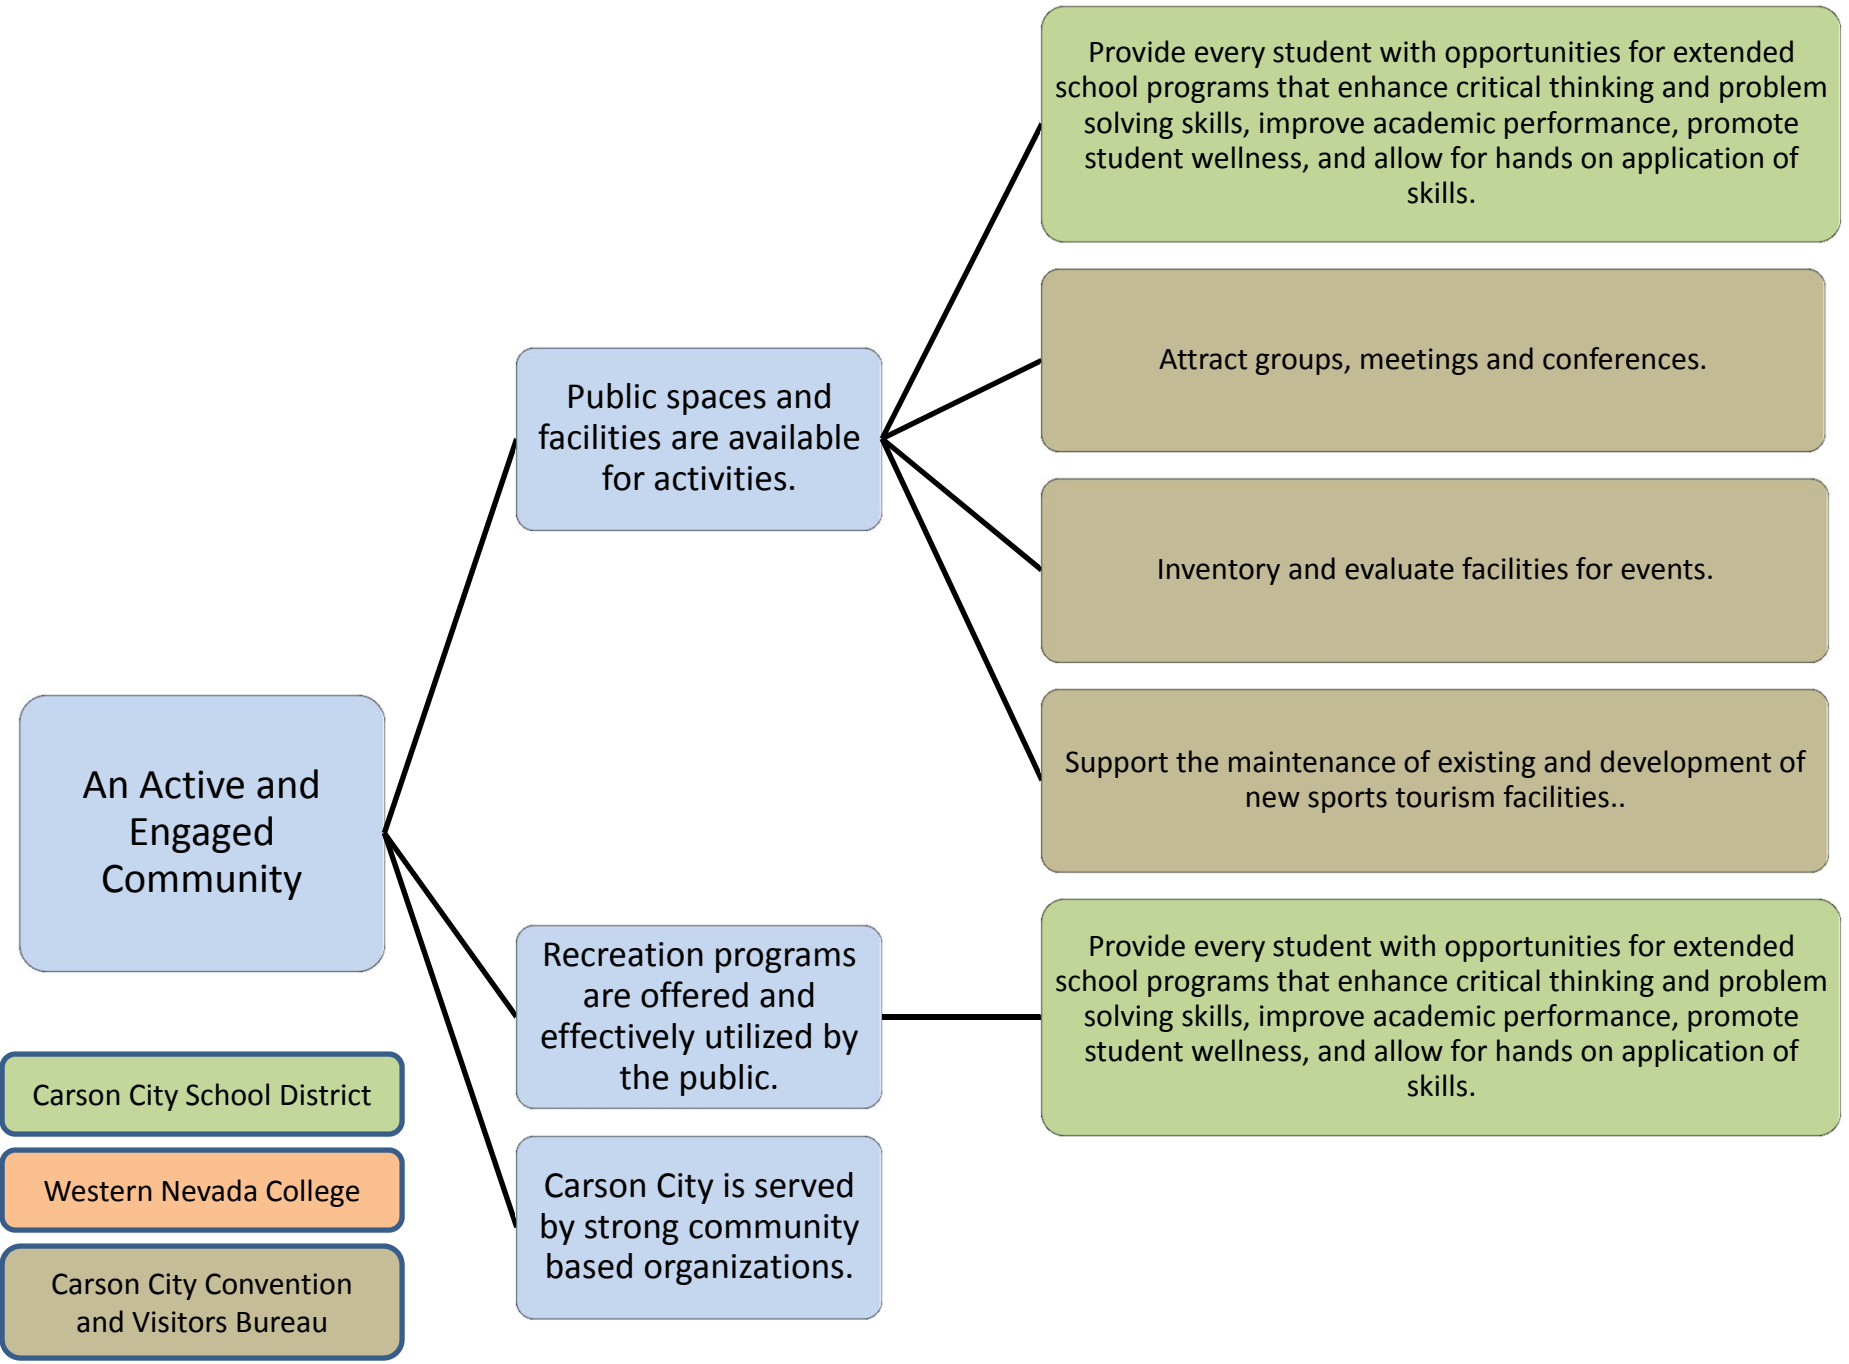 Provide every student with opportunities for extended
school programs that enhance critical thinking and problem
solving skills, improve academic performance, promote
student wellness, and allow for hands on application of
skills.
Attract groups, meetings and conferences.
Public spaces and
facilities are available
for activities.
Inventory and evaluate facilities for events.
Support the maintenance of existing and development of
new sports tourism facilities..
An Active and
Engaged
Community
Recreation programs
are offered and
effectively utilized by
the public.
Provide every student with opportunities for extended
school programs that enhance critical thinking and problem
solving skills, improve academic performance, promote
student wellness, and allow for hands on application of
skills.
Carson City is served
by strong community
based organizations.
Carson City School District
Western Nevada College
Carson City Convention
and Visitors Bureau